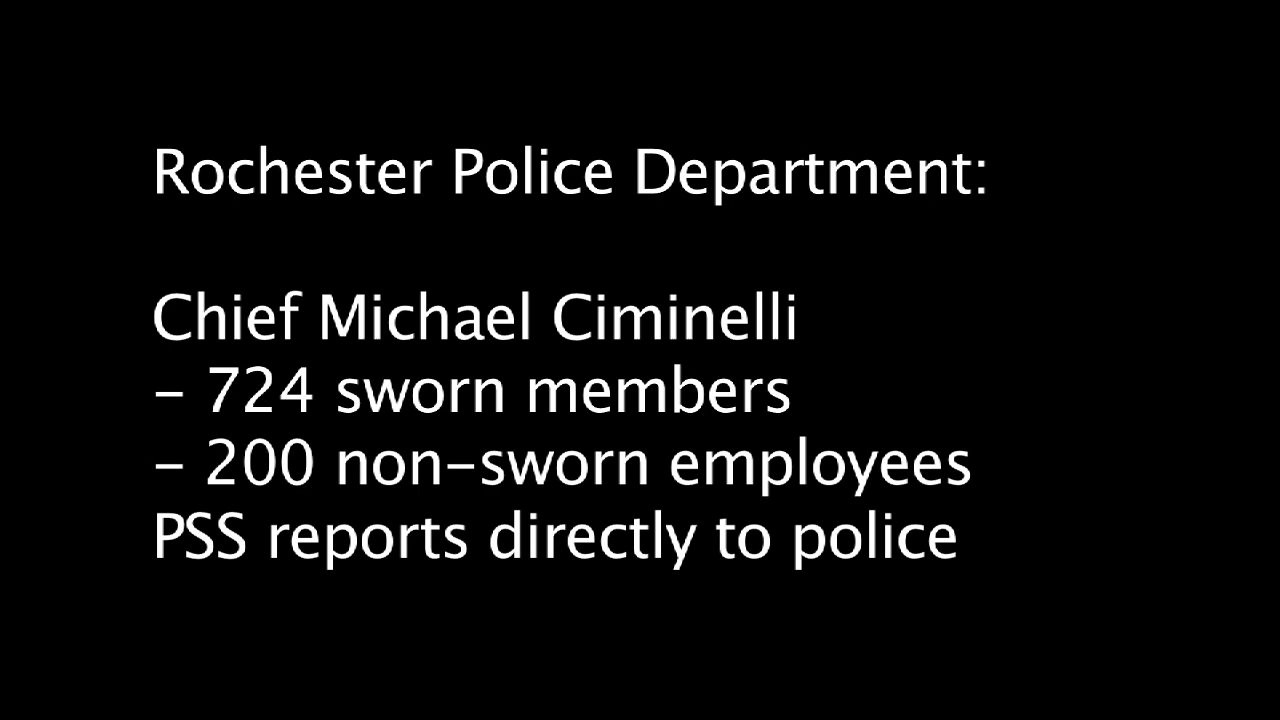 Rochester Police Department:
Chief Michael Ciminelli
- 724 sworn members
- 200 non-sworn employees
PSS reports directly to police